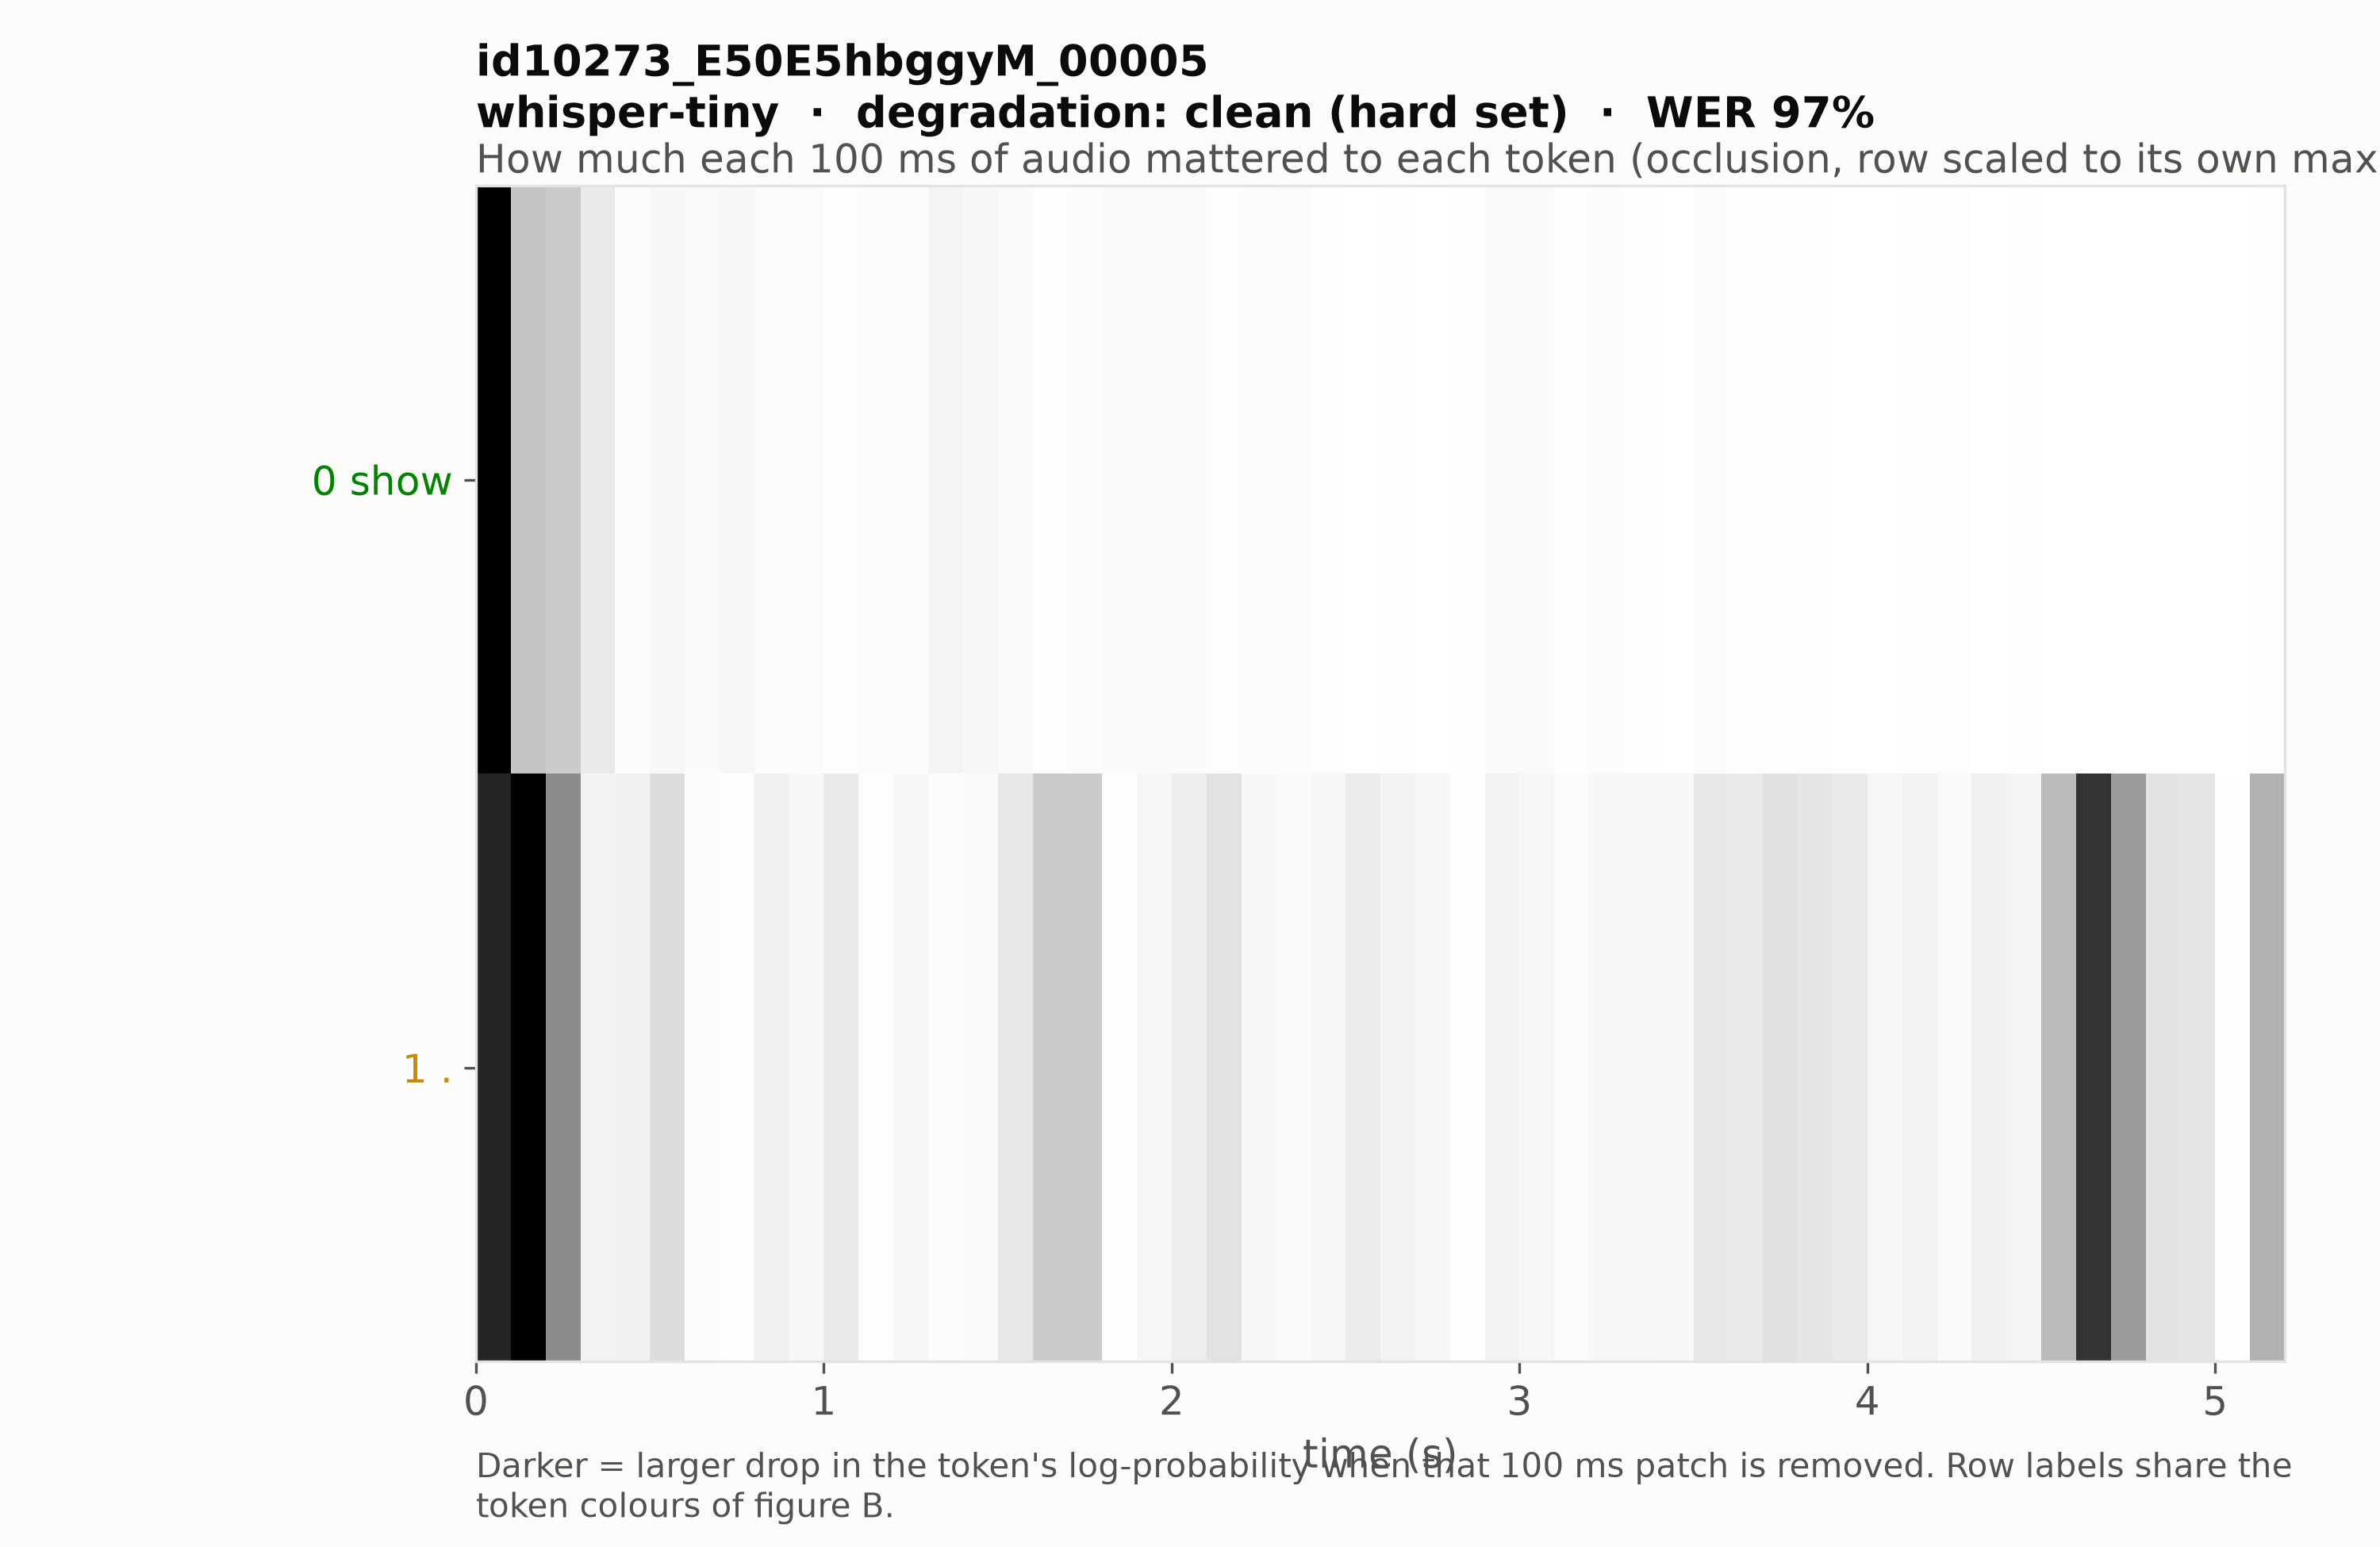 id10273_E50E5hbggyM_00005
whisper-tiny · degradation: clean (hard set) · WER 97%
How much each 100 ms of audio mattered to each token (occlusion, row scaled to its own max
0 show
1 .
0 1 2 3 4 5
time (s)
Darker = larger drop in the token's log-probability when that 100 ms patch is removed. Row labels share the
token colours of figure B.